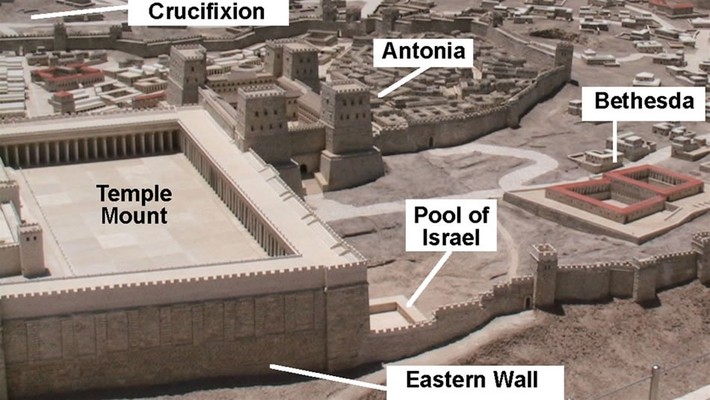 Crucifixion
Antonia
Bethesda
Temple
Mount
Pool of
Israel
Eastern Wall